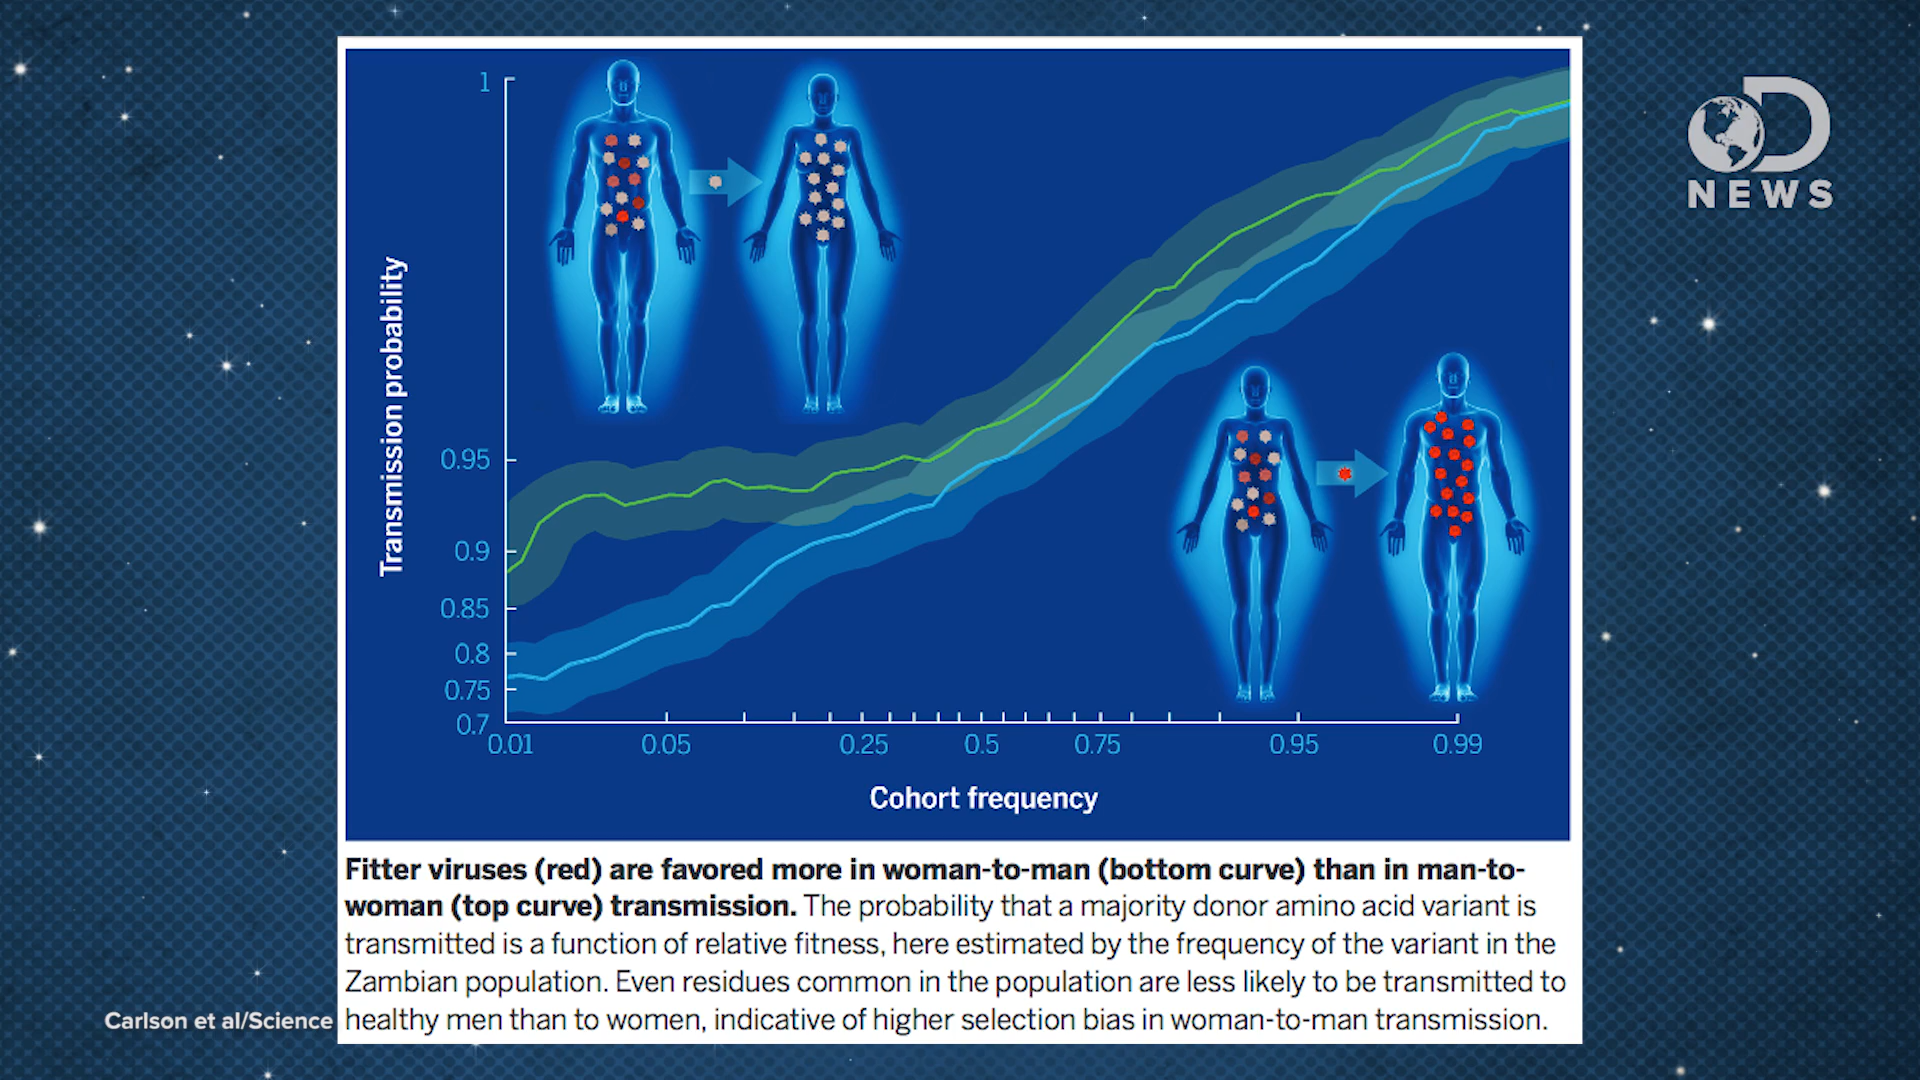 NEWS
1
0.95
0.9
0.85
0.8
0.75
0.7
Transmission probability
0.01 0.05 0.25 0.5 0.75 0.95 0.99
Cohort frequency
Fitter viruses (red) are favored more in woman-to-man (bottom curve) than in man-to-
woman (top curve) transmission. The probability that a majority donor amino acid variant is
transmitted is a function of relative fitness, here estimated by the frequency of the variant in the
Zambian population. Even residues common in the population are less likely to be transmitted to
healthy men than to women, indicative of higher selection bias in woman-to-man transmission.
Carlson et al/Science